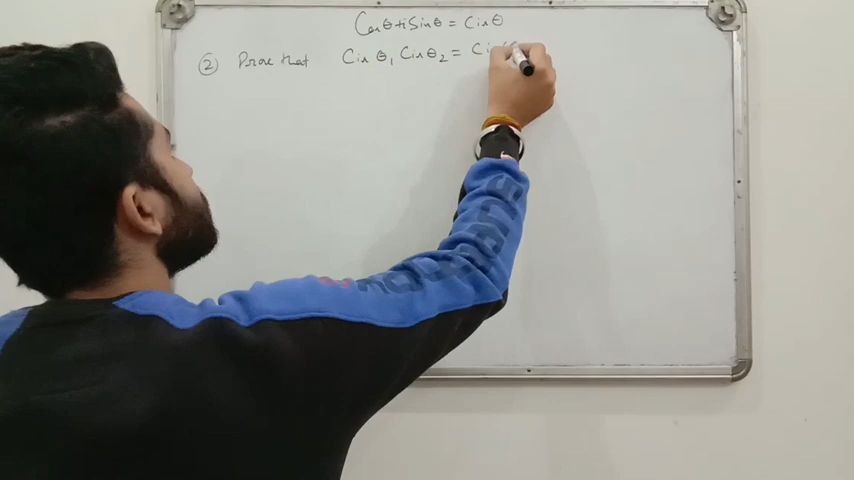 Cosθ+iSinθ = Cisθ
② Prove that Cis θ₁ Cis θ₂ =